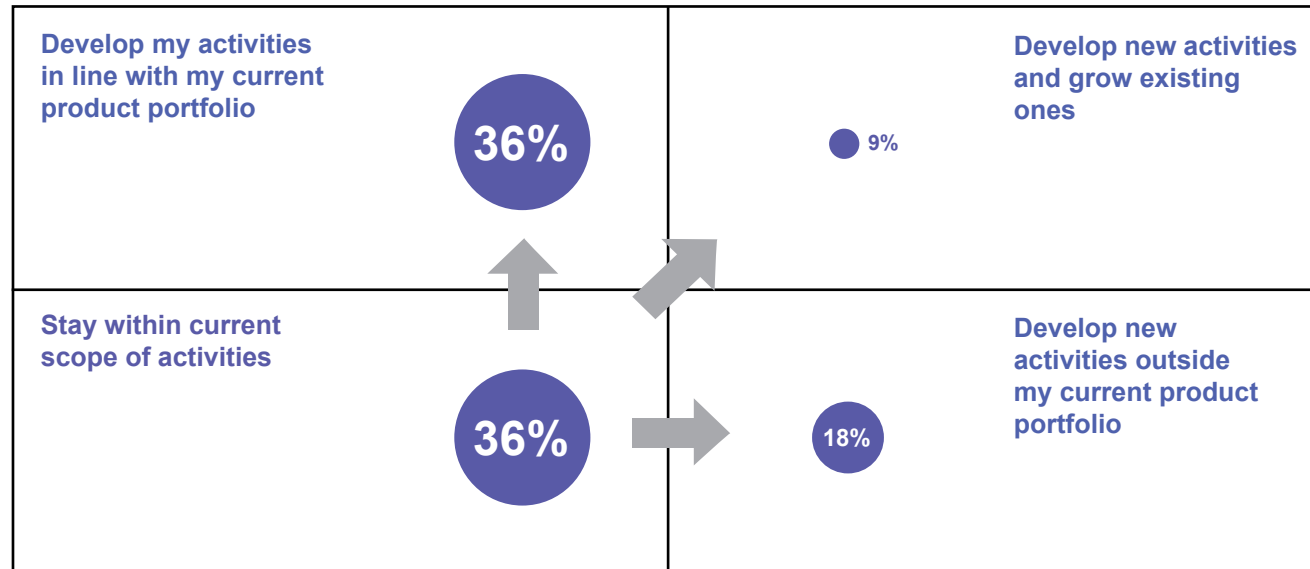 Develop my activities
in line with my current
product portfolio
36%
Develop new activities
and grow existing
ones
9%
Stay within current
scope of activities
36%
Develop new
activities outside
my current product
portfolio
18%